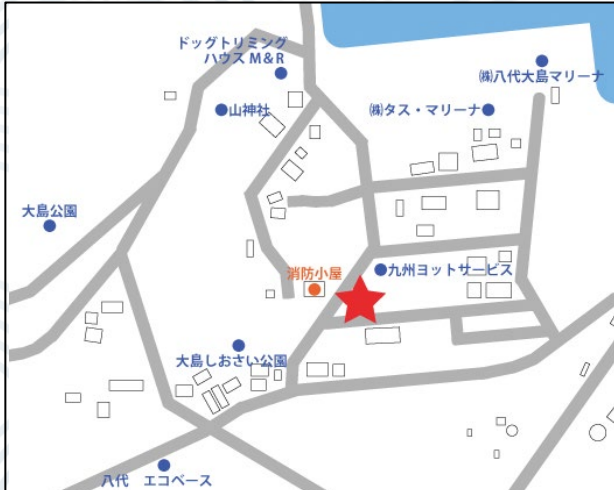 ドッグトリミング
ハウス M&R
㈱八代大島マリーナ
山神社
㈱タス・マリーナ
大島公園
消防小屋
九州ヨットサービス
大島しおさい公園
八代　エコベース